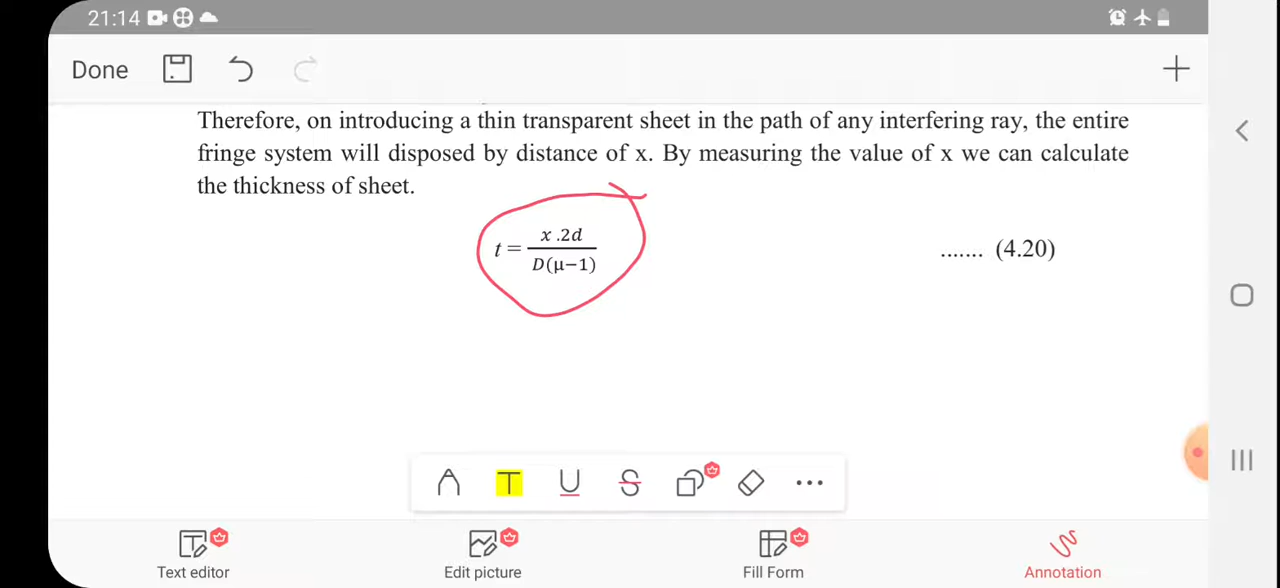 21:14
Done
Therefore, on introducing a thin transparent sheet in the path of any interfering ray, the entire
fringe system will disposed by distance of x. By measuring the value of x we can calculate
the thickness of sheet.
t = x .2d / D(μ−1) ....... (4.20)
T U S
Text editor Edit picture Fill Form Annotation